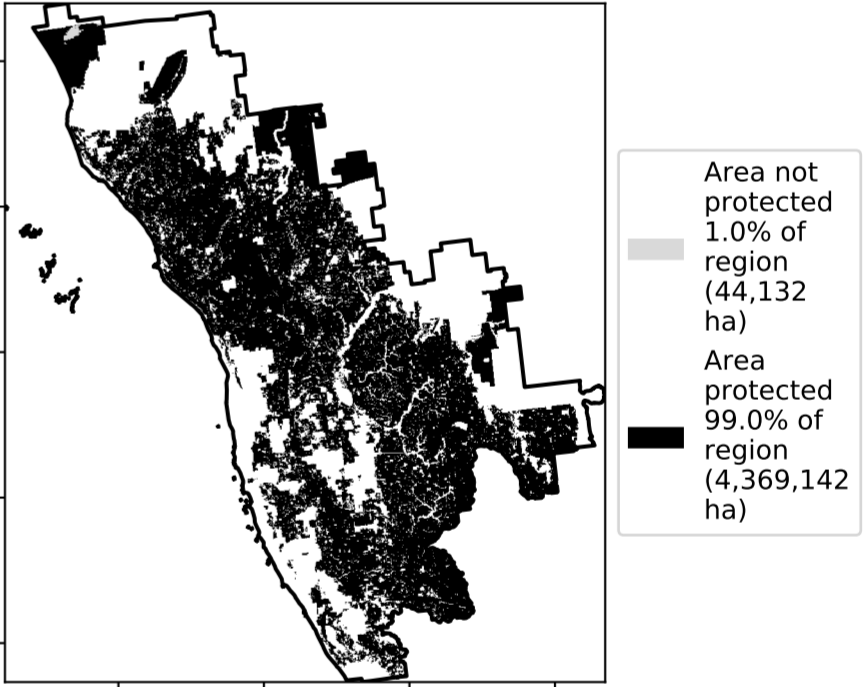 Area not
protected
1.0% of
region
(44,132
ha)
Area
protected
99.0% of
region
(4,369,142
ha)